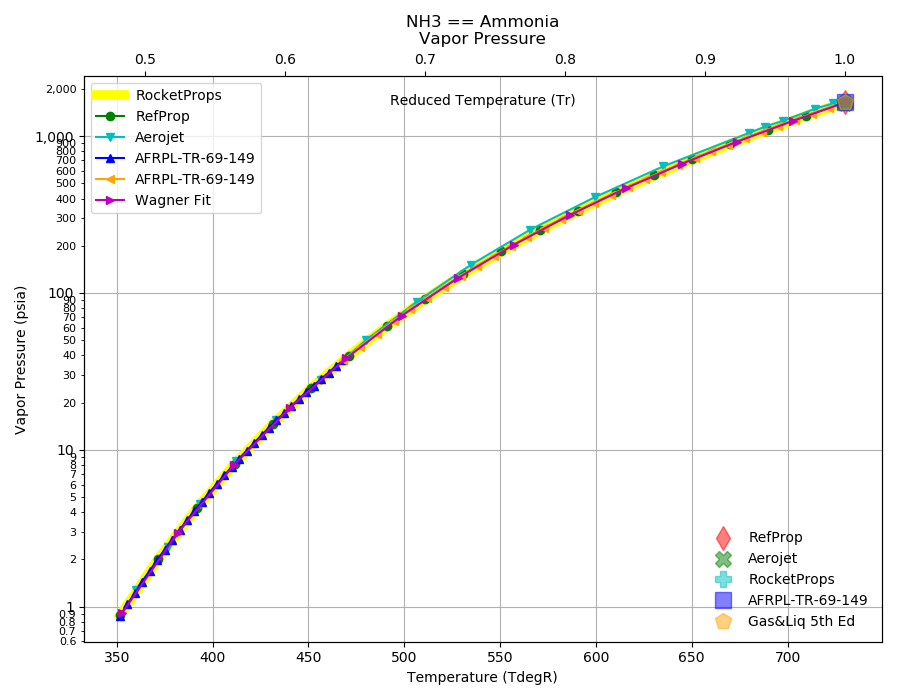 NH3 == Ammonia
Vapor Pressure
0.5 0.6 0.7 0.8 0.9 1.0
Reduced Temperature (Tr)
RocketProps
RefProp
Aerojet
AFRPL-TR-69-149
AFRPL-TR-69-149
Wagner Fit
Vapor Pressure (psia)
2,000
1,000
900
800
700
600
500
400
300
200
100
90
80
70
60
50
40
30
20
10
9
8
7
6
5
4
3
2
1
0.9
0.8
0.7
0.6
RefProp
Aerojet
RocketProps
AFRPL-TR-69-149
Gas&Liq 5th Ed
350 400 450 500 550 600 650 700
Temperature (TdegR)